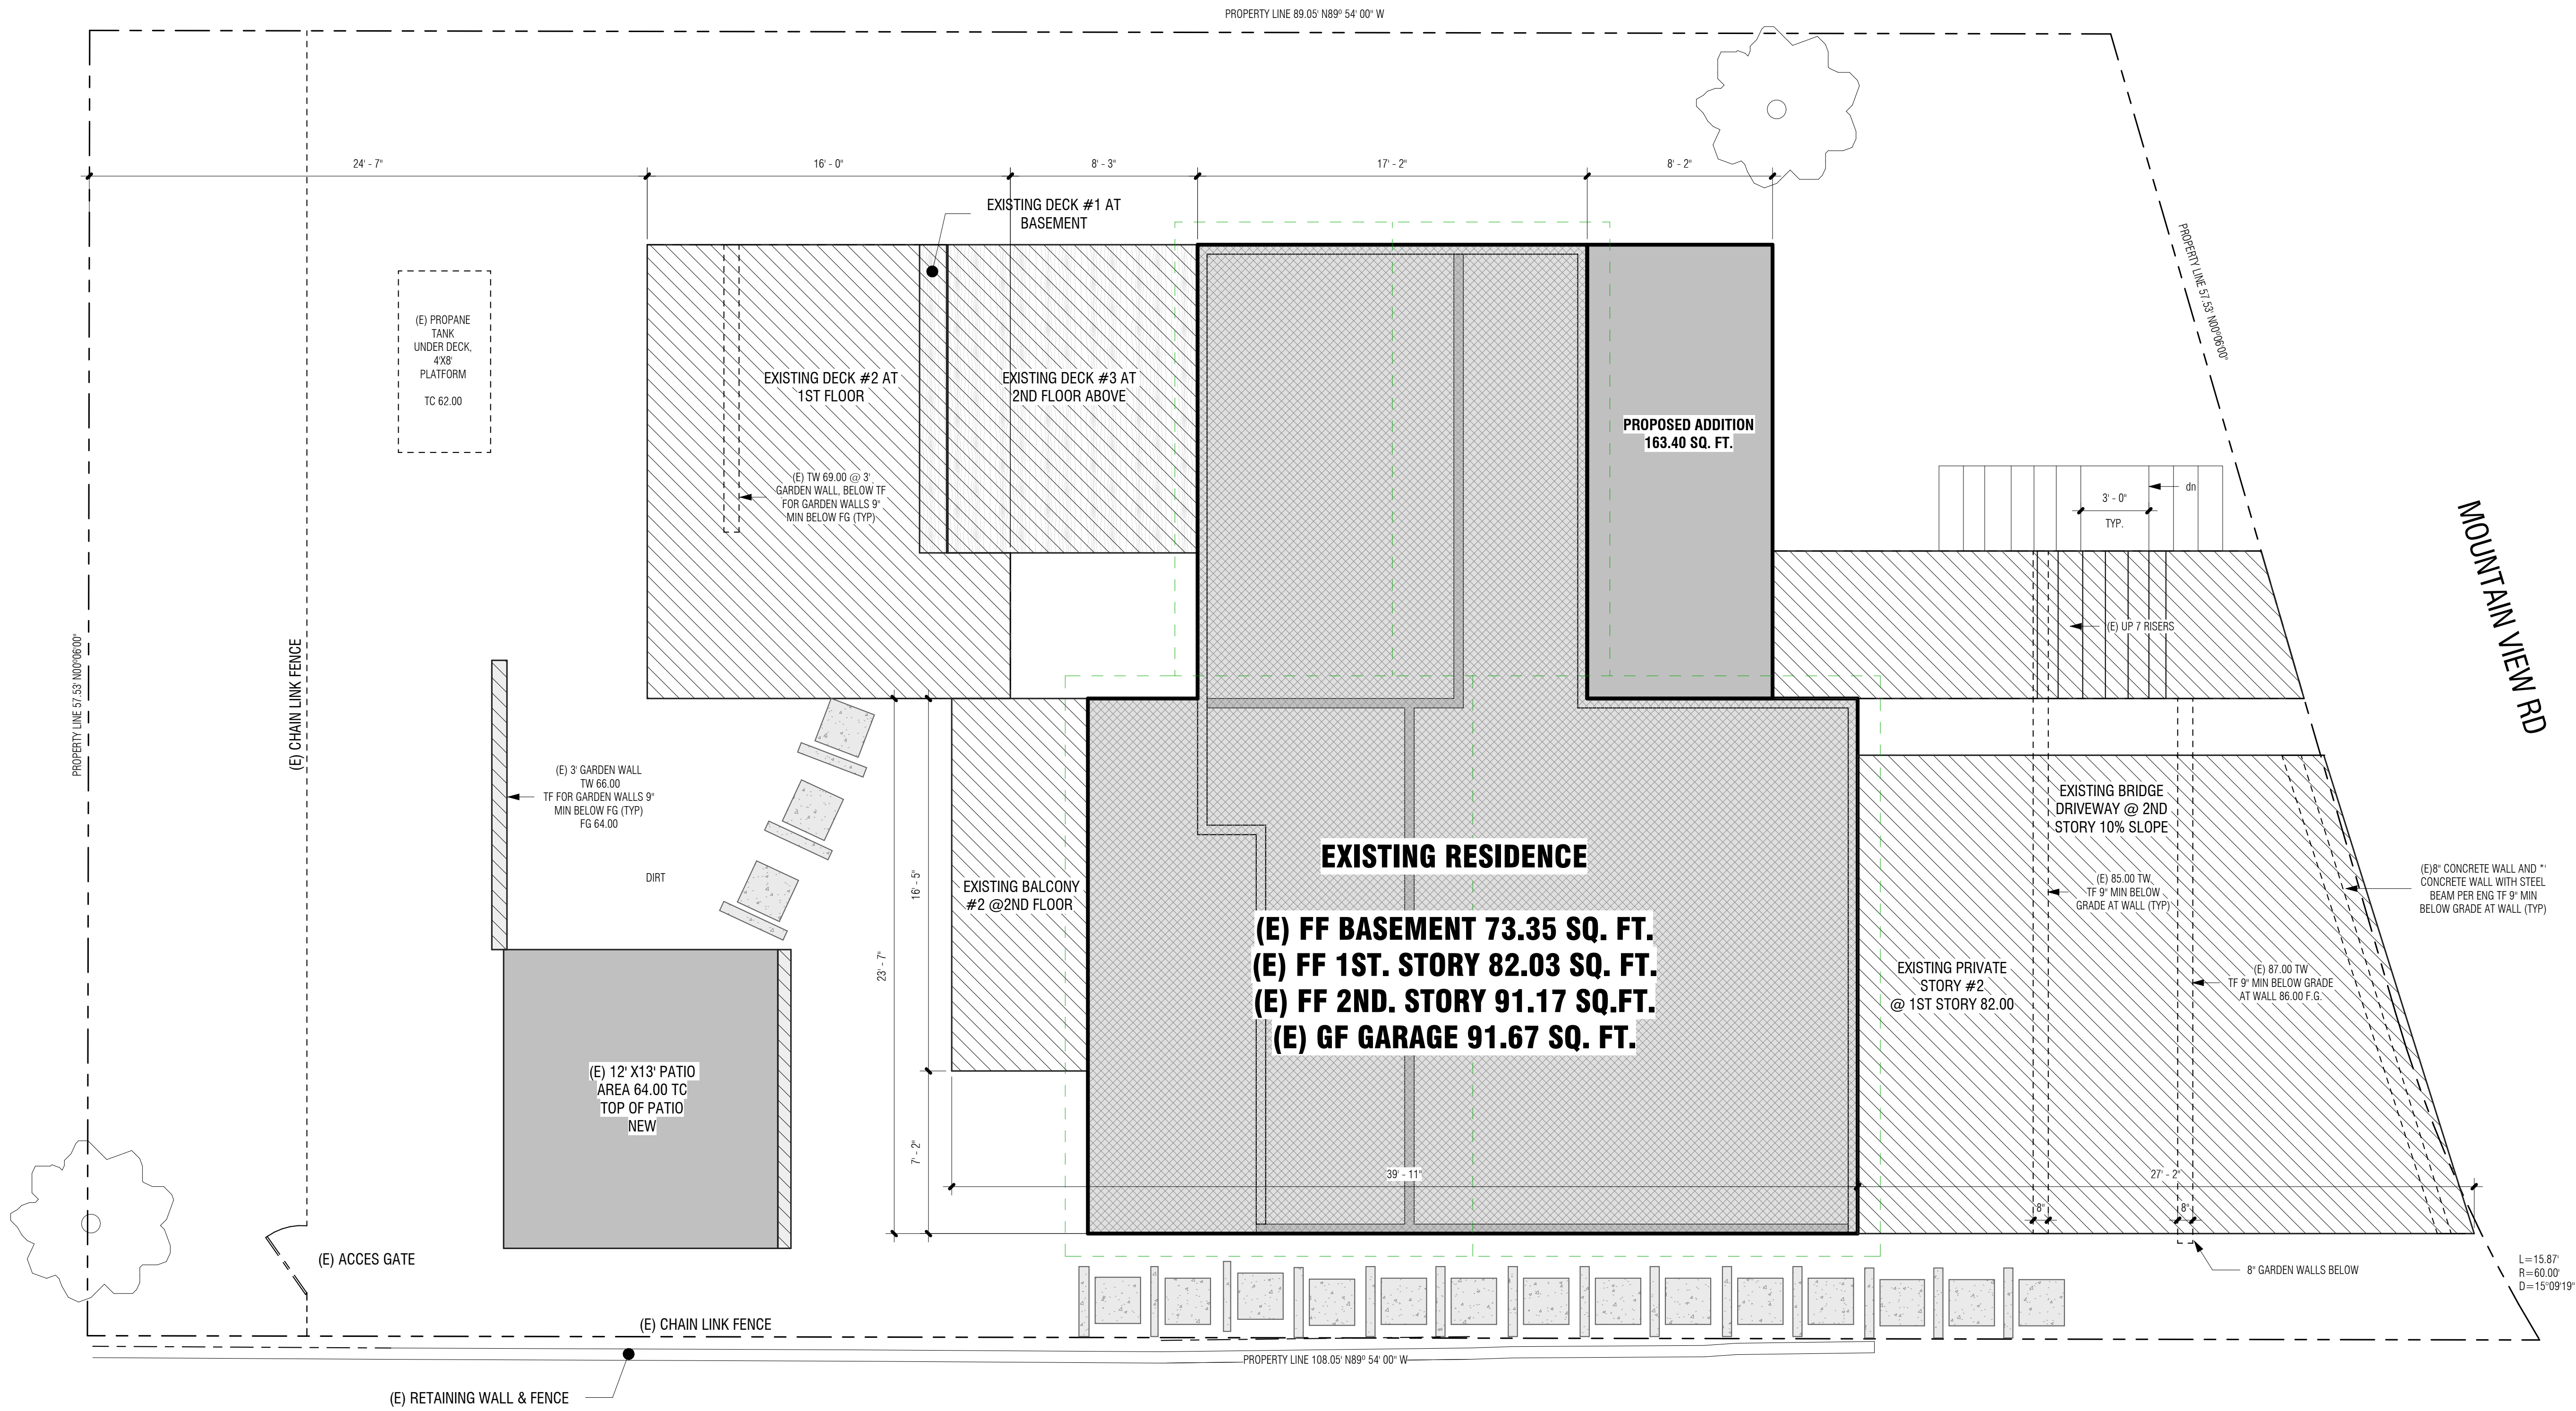 PROPERTY LINE 89.05' N89º 54' 00" W
24' - 7"
16' - 0"
8' - 3"
17' - 2"
8' - 2"
EXISTING DECK #1 AT
BASEMENT
PROPERTY LINE 57.53' N00º06'00"
(E) PROPANE
TANK
UNDER DECK,
4'X8'
PLATFORM
TC 62.00
EXISTING DECK #2 AT
1ST FLOOR
EXISTING DECK #3 AT
2ND FLOOR ABOVE
PROPOSED ADDITION
163.40 SQ. FT.
(E) TW 69.00 @ 3'
GARDEN WALL, BELOW TF
FOR GARDEN WALLS 9"
MIN BELOW FG (TYP)
dn
3' - 0"
TYP.
MOUNTAIN VIEW RD
(E) UP 7 RISERS
PROPERTY LINE 57.53' N00º06'00"
(E) CHAIN LINK FENCE
(E) 3' GARDEN WALL
TW 66.00
TF FOR GARDEN WALLS 9"
MIN BELOW FG (TYP)
FG 64.00
DIRT
16' - 5"
23' - 7"
7' - 2"
EXISTING BALCONY
#2 @2ND FLOOR
EXISTING RESIDENCE
(E) FF BASEMENT 73.35 SQ. FT.
(E) FF 1ST. STORY 82.03 SQ. FT.
(E) FF 2ND. STORY 91.17 SQ.FT.
(E) GF GARAGE 91.67 SQ. FT.
EXISTING BRIDGE
DRIVEWAY @ 2ND
STORY 10% SLOPE
(E) 85.00 TW
TF 9" MIN BELOW
GRADE AT WALL (TYP)
(E)8" CONCRETE WALL AND *'
CONCRETE WALL WITH STEEL
BEAM PER ENG TF 9" MIN
BELOW GRADE AT WALL (TYP)
EXISTING PRIVATE
STORY #2
@ 1ST STORY 82.00
(E) 87.00 TW
TF 9" MIN BELOW GRADE
AT WALL 86.00 F.G.
(E) 12' X13' PATIO
AREA 64.00 TC
TOP OF PATIO
NEW
39' - 11"
27' - 2"
8"
8"
(E) ACCES GATE
8" GARDEN WALLS BELOW
L=15.87'
R=60.00'
D=15º09'19"
(E) CHAIN LINK FENCE
PROPERTY LINE 108.05' N89º 54' 00" W
(E) RETAINING WALL & FENCE